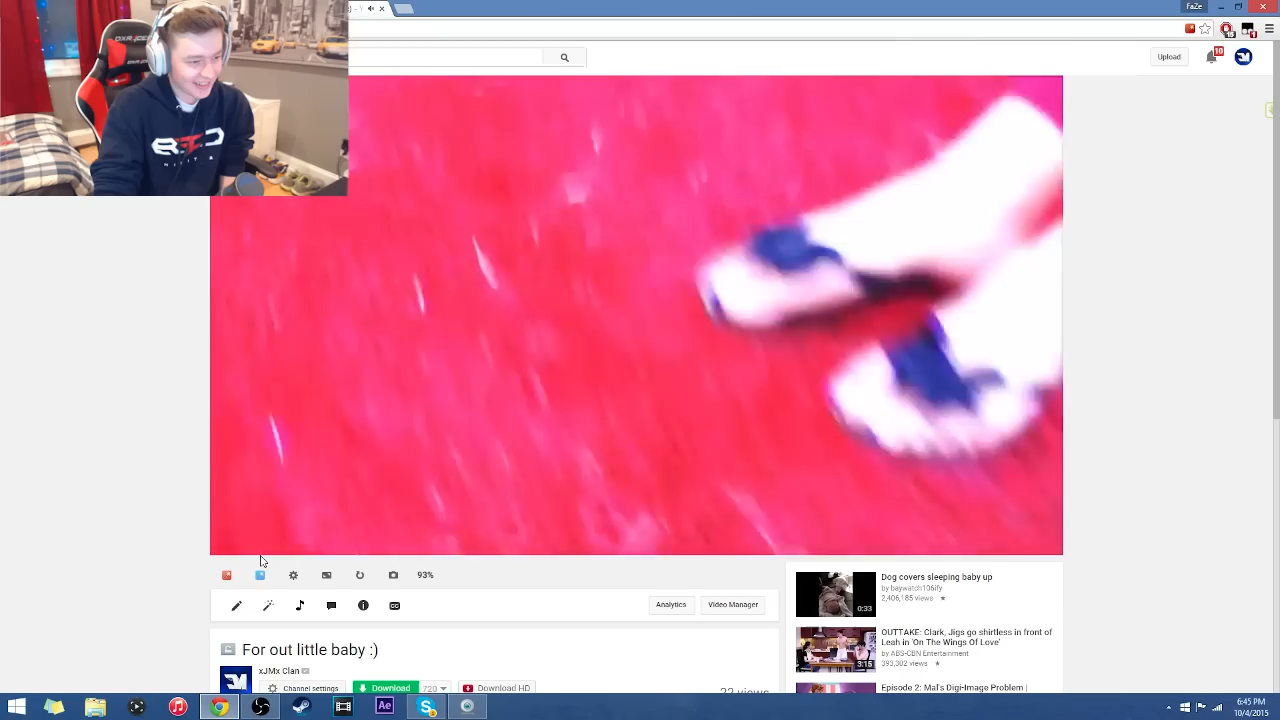 FaZe
Upload
10
93%
Analytics
Video Manager
For out little baby :)
xJMx Clan
Channel settings
Download
720
Download HD
22 views
Dog covers sleeping baby up
by baywatch106ify
2,406,185 views
0:33
OUTTAKE: Clark, Jigs go shirtless in front of
Leah in 'On The Wings Of Love'
by ABS-CBN Entertainment
393,302 views
3:15
Episode 2: Mal's Digi-Image Problem |
Ae
6:45 PM
10/4/2015